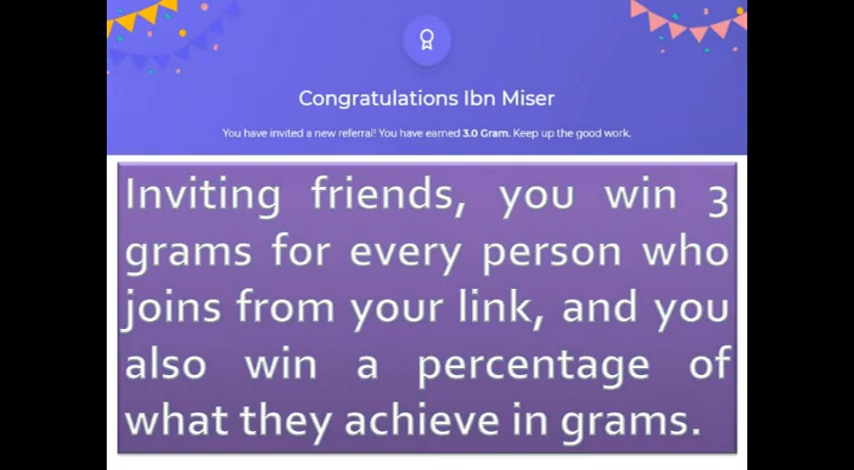 Congratulations Ibn Miser
You have invited a new referral! You have earned 3.0 Gram. Keep up the good work.
Inviting friends, you win 3
grams for every person who
joins from your link, and you
also win a percentage of
what they achieve in grams.